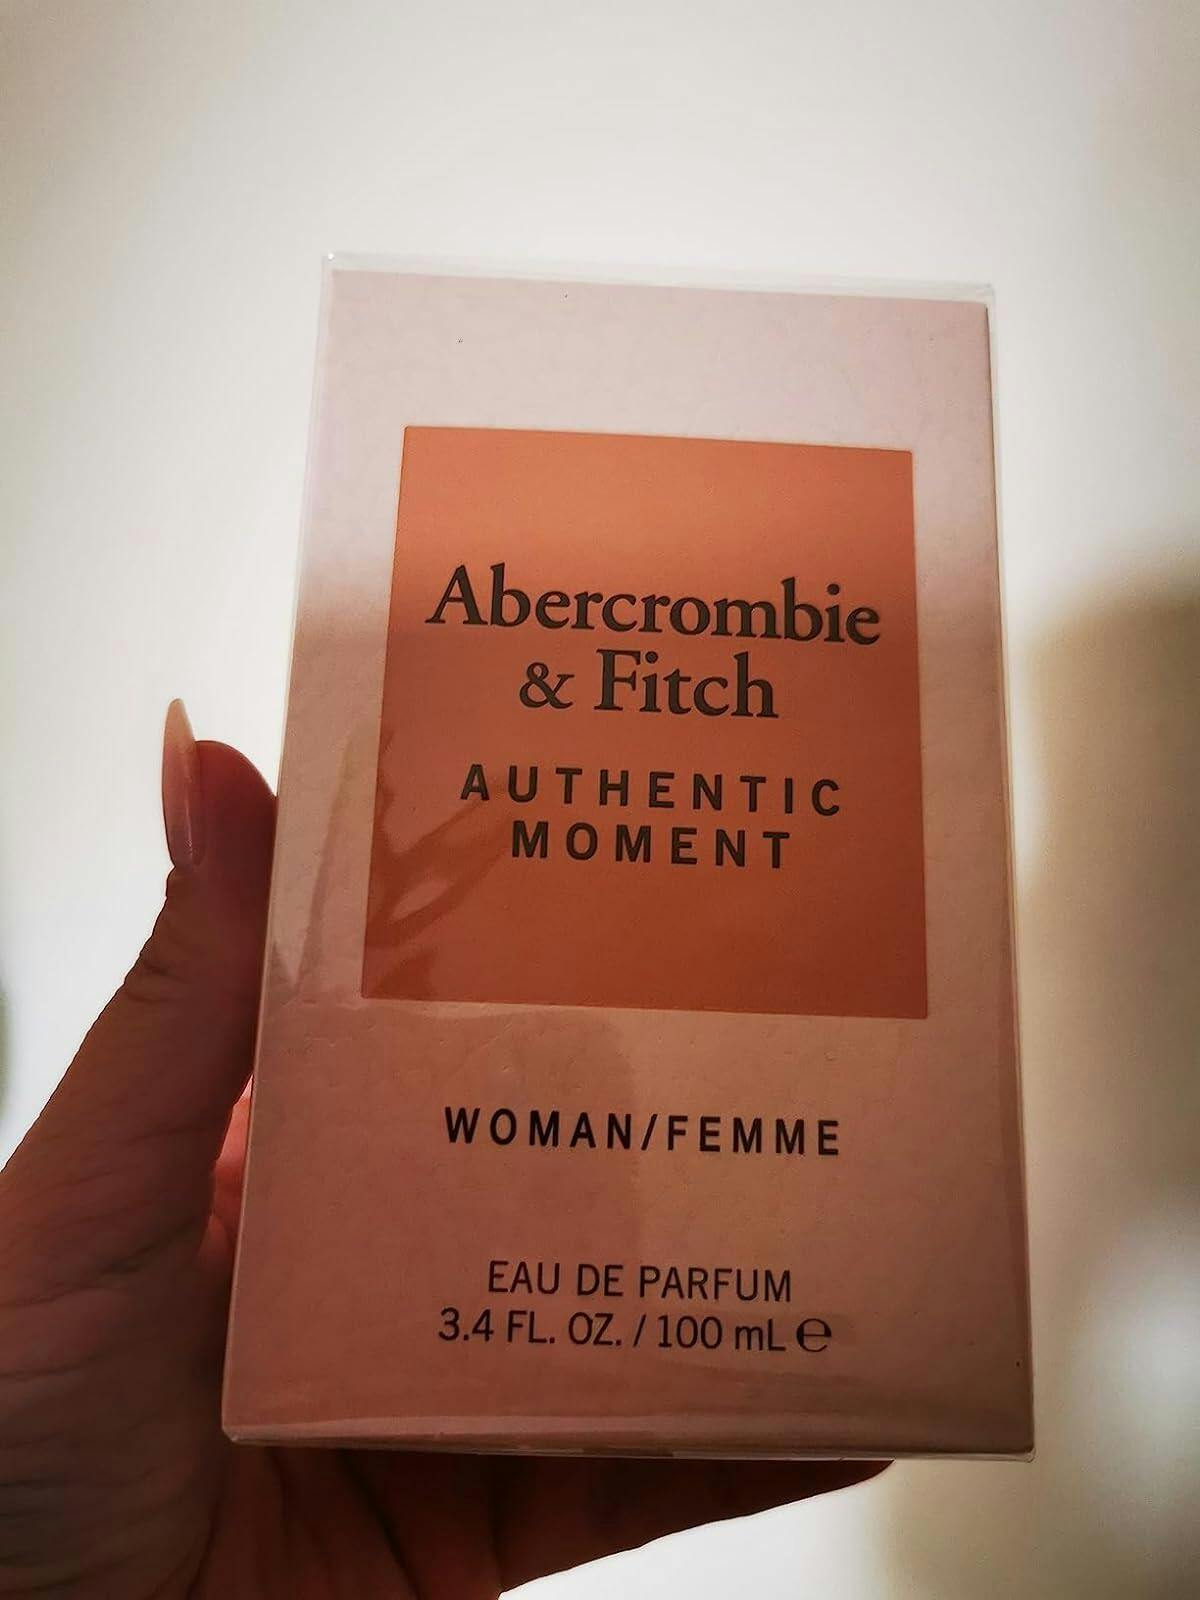 Abercrombie
& Fitch
AUTHENTIC
MOMENT
WOMAN/FEMME
EAU DE PARFUM
3.4 FL. OZ. / 100 mL ℮